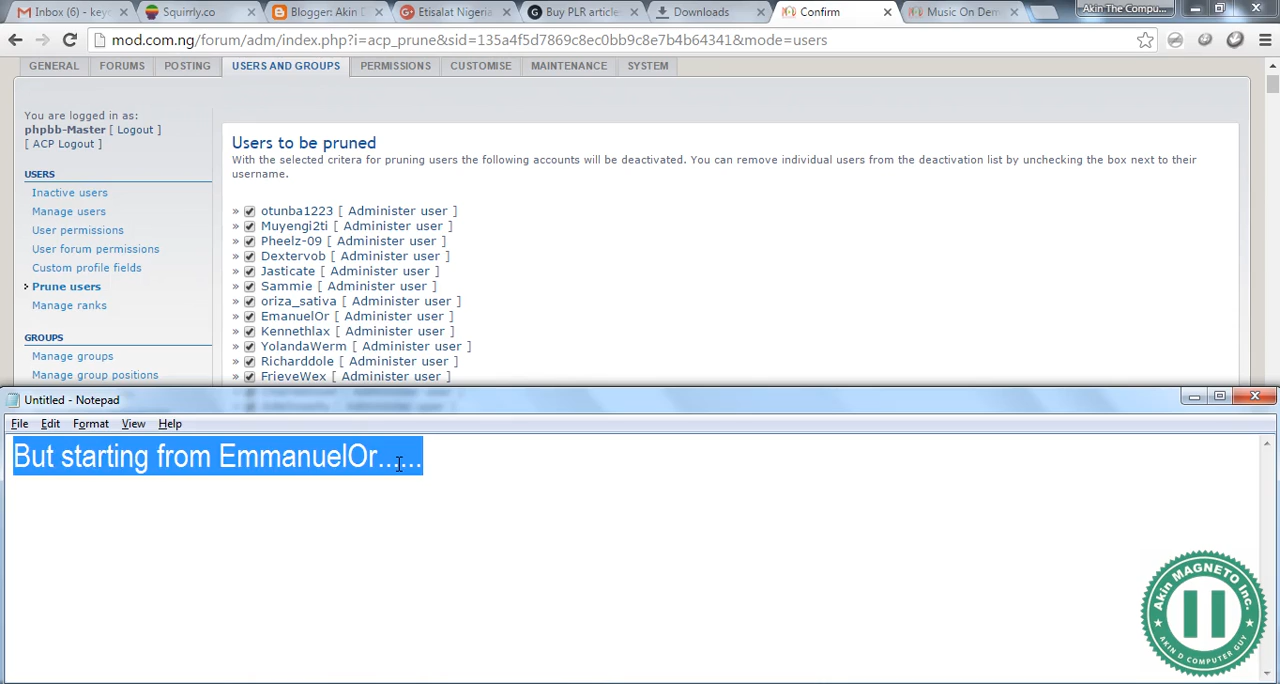 Inbox (6) - key
Squirrly.co
Blogger: Akin D
Etisalat Nigeria
Buy PLR article
Downloads
Confirm
Music On Dem
Akin The Compu...
mod.com.ng/forum/adm/index.php?i=acp_prune&sid=135a4f5d7869c8ec0bb9c8e7b4b64341&mode=users
GENERAL FORUMS POSTING USERS AND GROUPS PERMISSIONS CUSTOMISE MAINTENANCE SYSTEM
You are logged in as:
phpbb-Master [ Logout ]
[ ACP Logout ]
USERS
Inactive users
Manage users
User permissions
User forum permissions
Custom profile fields
Prune users
Manage ranks
GROUPS
Manage groups
Manage group positions
Users to be pruned
With the selected critera for pruning users the following accounts will be deactivated. You can remove individual users from the deactivation list by unchecking the box next to their
username.
» otunba1223 [ Administer user ]
» Muyengi2ti [ Administer user ]
» Pheelz-09 [ Administer user ]
» Dextervob [ Administer user ]
» Jasticate [ Administer user ]
» Sammie [ Administer user ]
» oriza_sativa [ Administer user ]
» EmanuelOr [ Administer user ]
» Kennethlax [ Administer user ]
» YolandaWerm [ Administer user ]
» Richarddole [ Administer user ]
» FrieveWex [ Administer user ]
Untitled - Notepad
File Edit Format View Help
But starting from EmmanuelOr......
Akin MAGNETO Inc.
AKIN D COMPUTER GUY